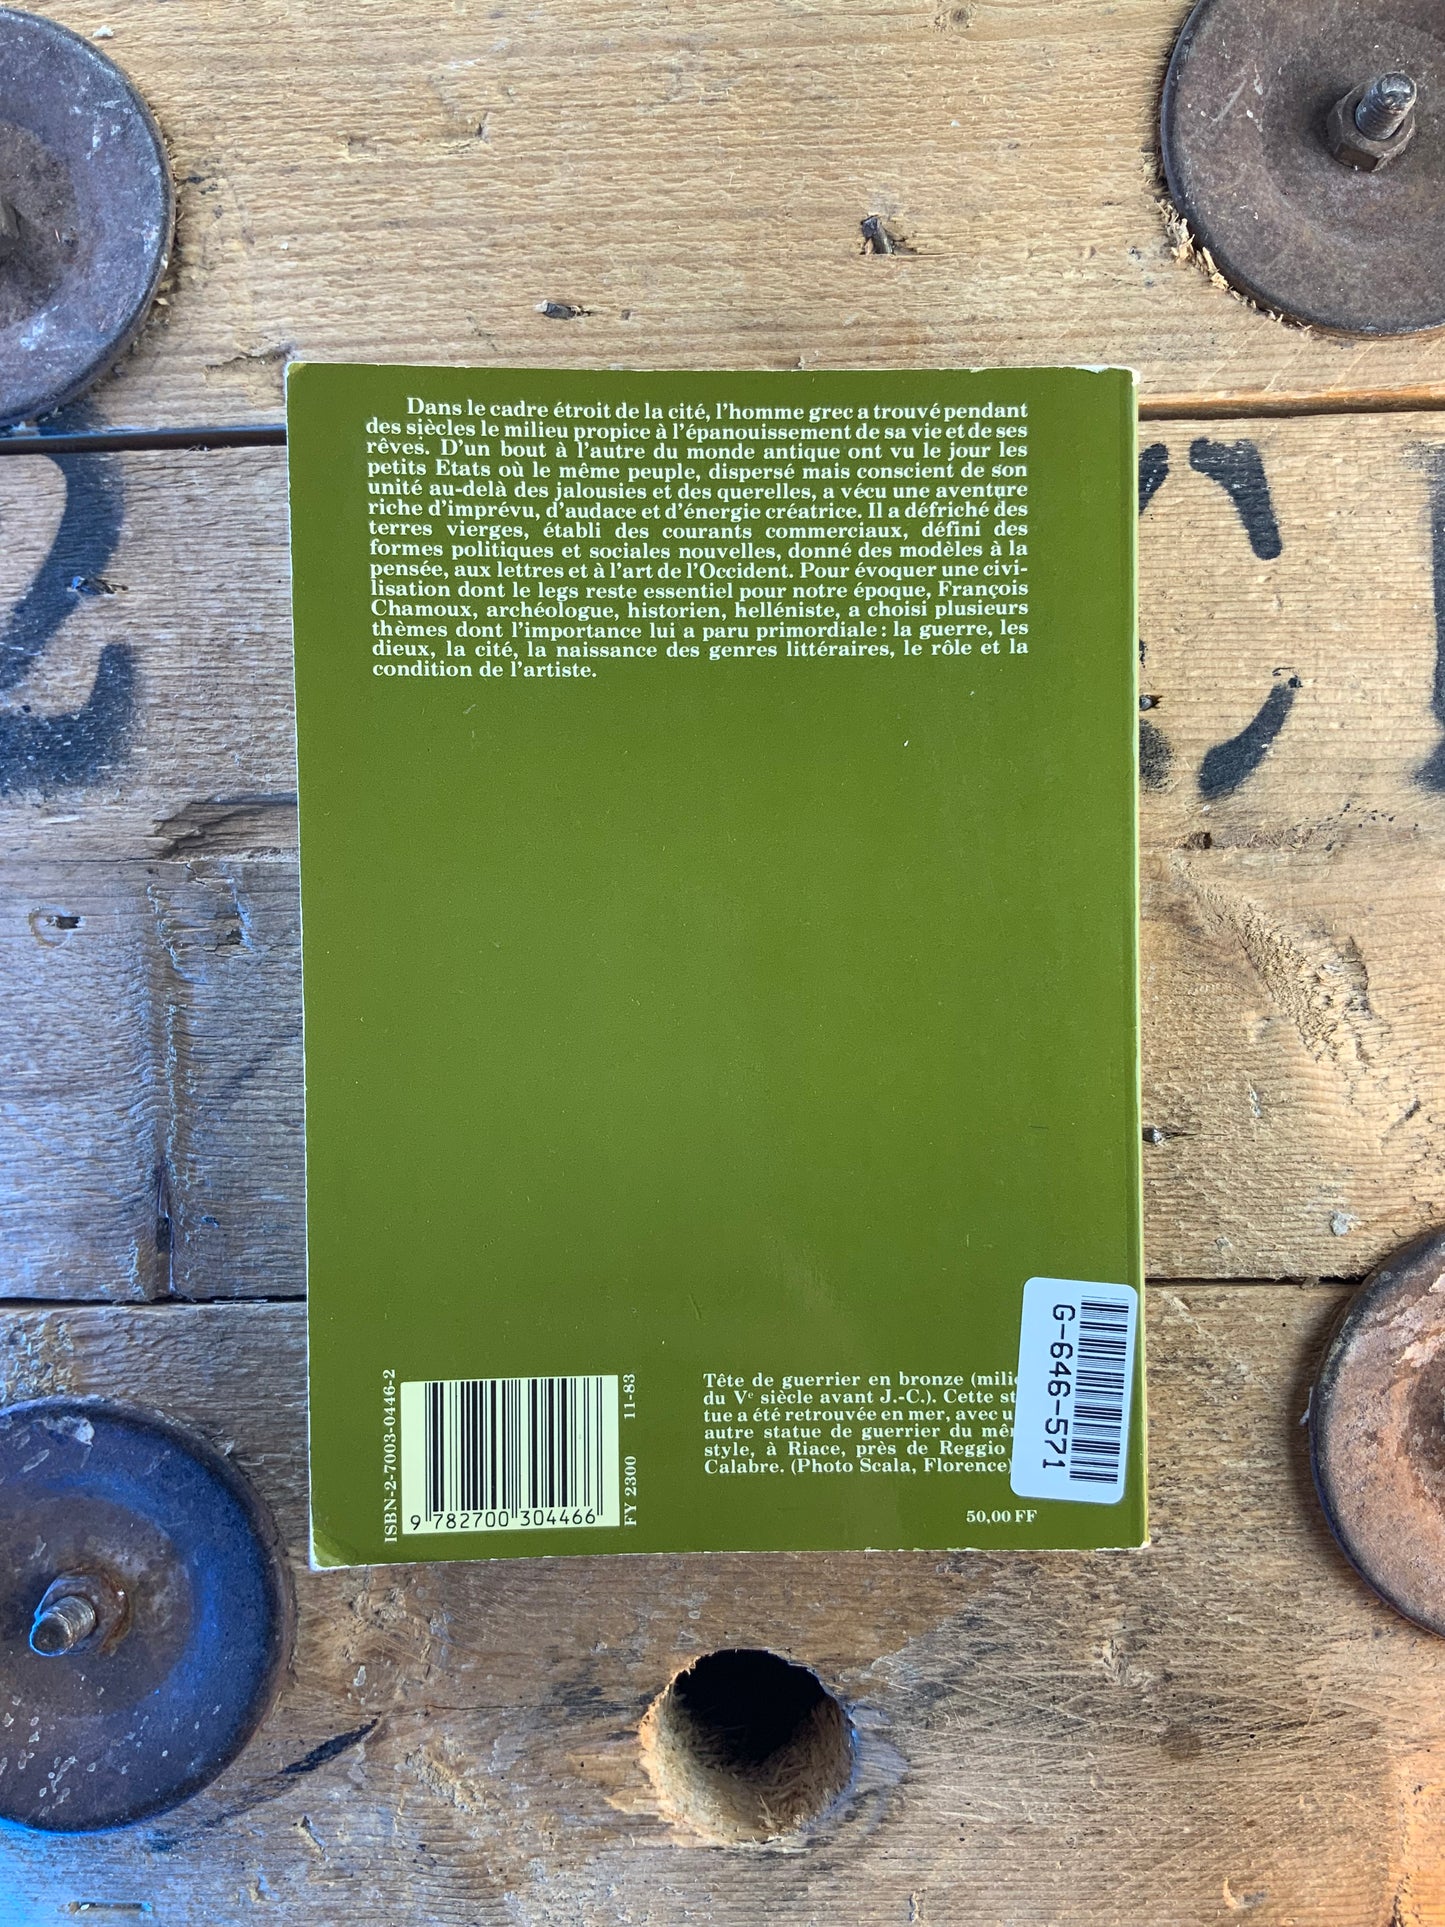 Dans le cadre étroit de la cité, l'homme grec a trouvé pendant
des siècles le milieu propice à l'épanouissement de sa vie et de ses
rêves. D'un bout à l'autre du monde antique ont vu le jour les
petits Etats où le même peuple, dispersé mais conscient de son
unité au-delà des jalousies et des querelles, a vécu une aventure
riche d'imprévu, d'audace et d'énergie créatrice. Il a défriché des
terres vierges, établi des courants commerciaux, défini des
formes politiques et sociales nouvelles, donné des modèles à la
pensée, aux lettres et à l'art de l'Occident. Pour évoquer une civi-
lisation dont le legs reste essentiel pour notre époque, François
Chamoux, archéologue, historien, helléniste, a choisi plusieurs
thèmes dont l'importance lui a paru primordiale : la guerre, les
dieux, la cité, la naissance des genres littéraires, le rôle et la
condition de l'artiste.
ISBN-2-7003-0446-2
9 782700 304466
FY 2300 11-83
Tête de guerrier en bronze (
du Ve siècle avant J.-C.). Cette
tue a été retrouvée en mer, avec
autre statue de guerrier du
style, à Riace, près de Reggio
Calabre. (Photo Scala, Florence)
50,00 FF
G-646-571